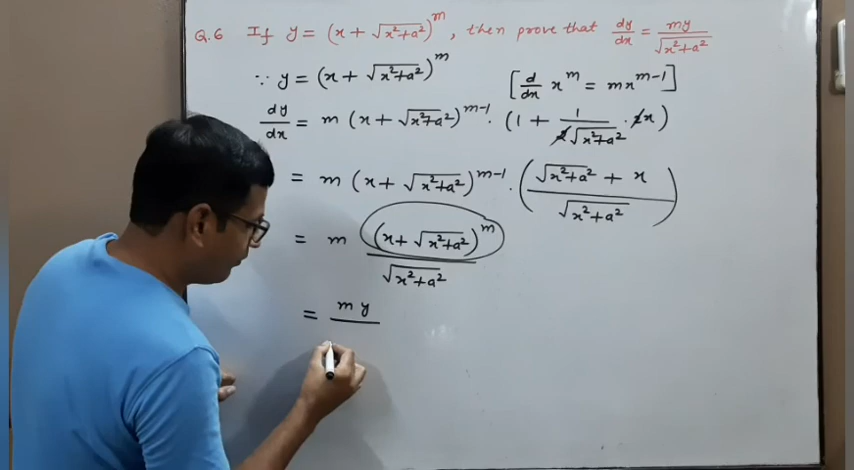 Q.6 If y = (x + √(x²+a²))^m, then prove that dy/dx = my/√(x²+a²)
∵ y = (x + √(x²+a²))^m [d/dx x^m = mx^(m-1)]
dy/dx = m (x + √(x²+a²))^(m-1) · (1 + 1/(2√(x²+a²)) · 2x)
= m (x + √(x²+a²))^(m-1) · ((√(x²+a²) + x)/√(x²+a²))
= m (x + √(x²+a²))^m/√(x²+a²)
= my/